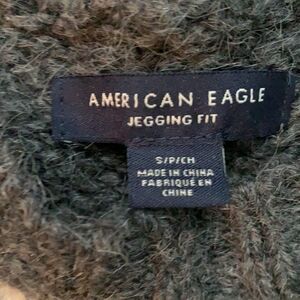 AMERICAN EAGLE
JEGGING FIT
S/P/CH
MADE IN CHINA
FABRIQUÉ EN
CHINE